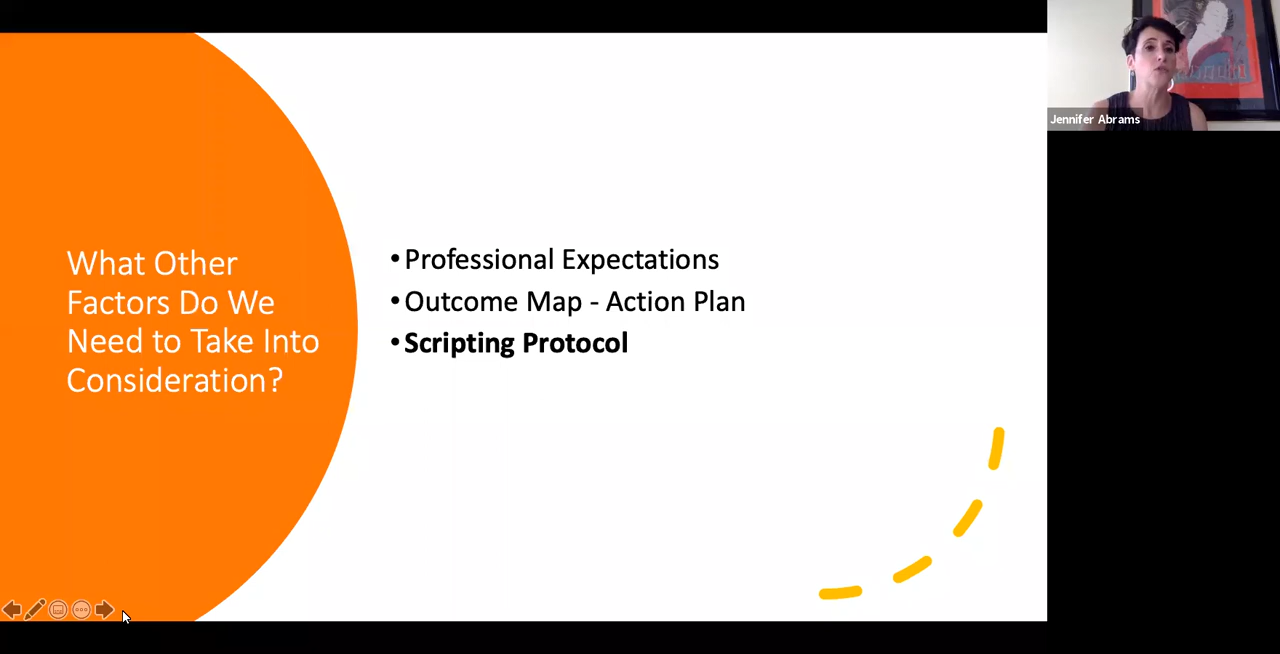 What Other
Factors Do We
Need to Take Into
Consideration?
• Professional Expectations
• Outcome Map - Action Plan
• Scripting Protocol
Jennifer Abrams